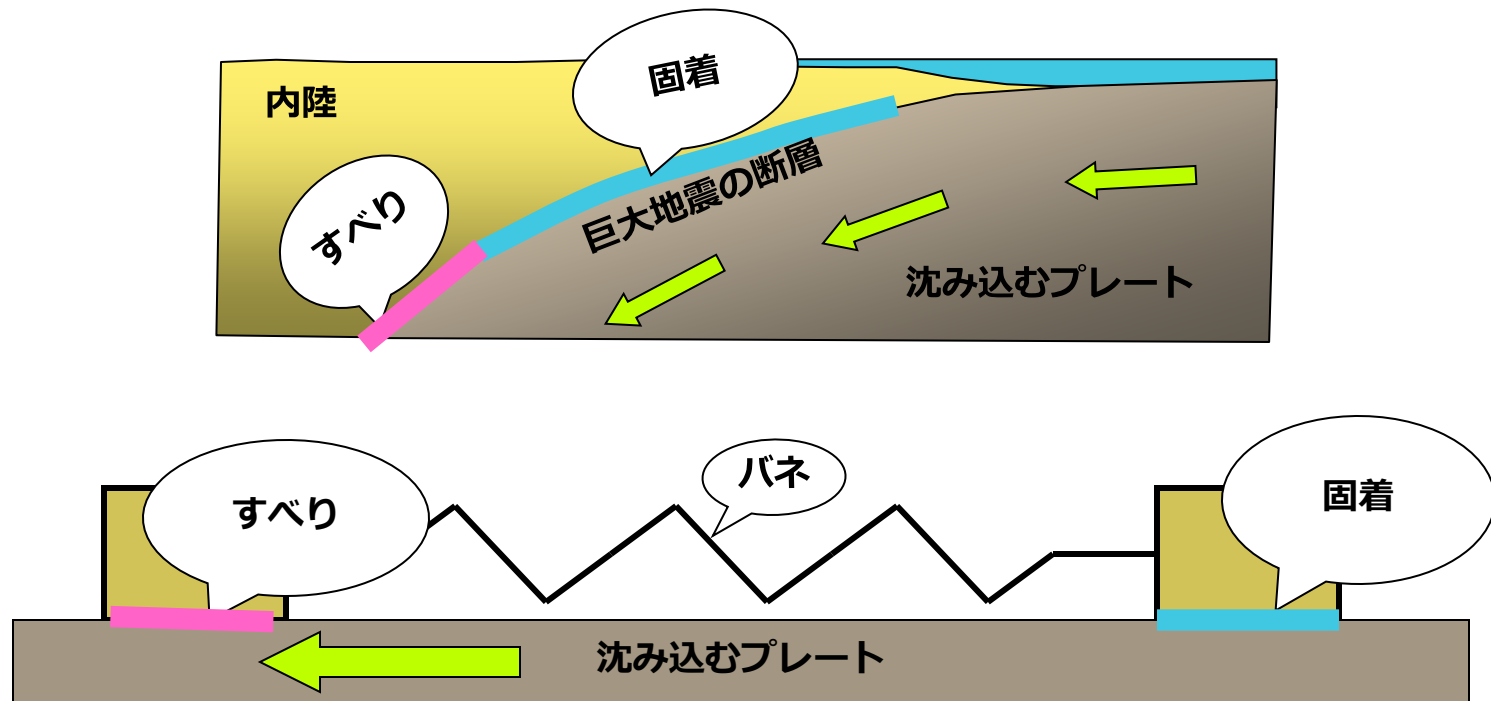 固着
内陸
すべり
巨大地震の断層
沈み込むプレート
バネ
すべり
固着
沈み込むプレート